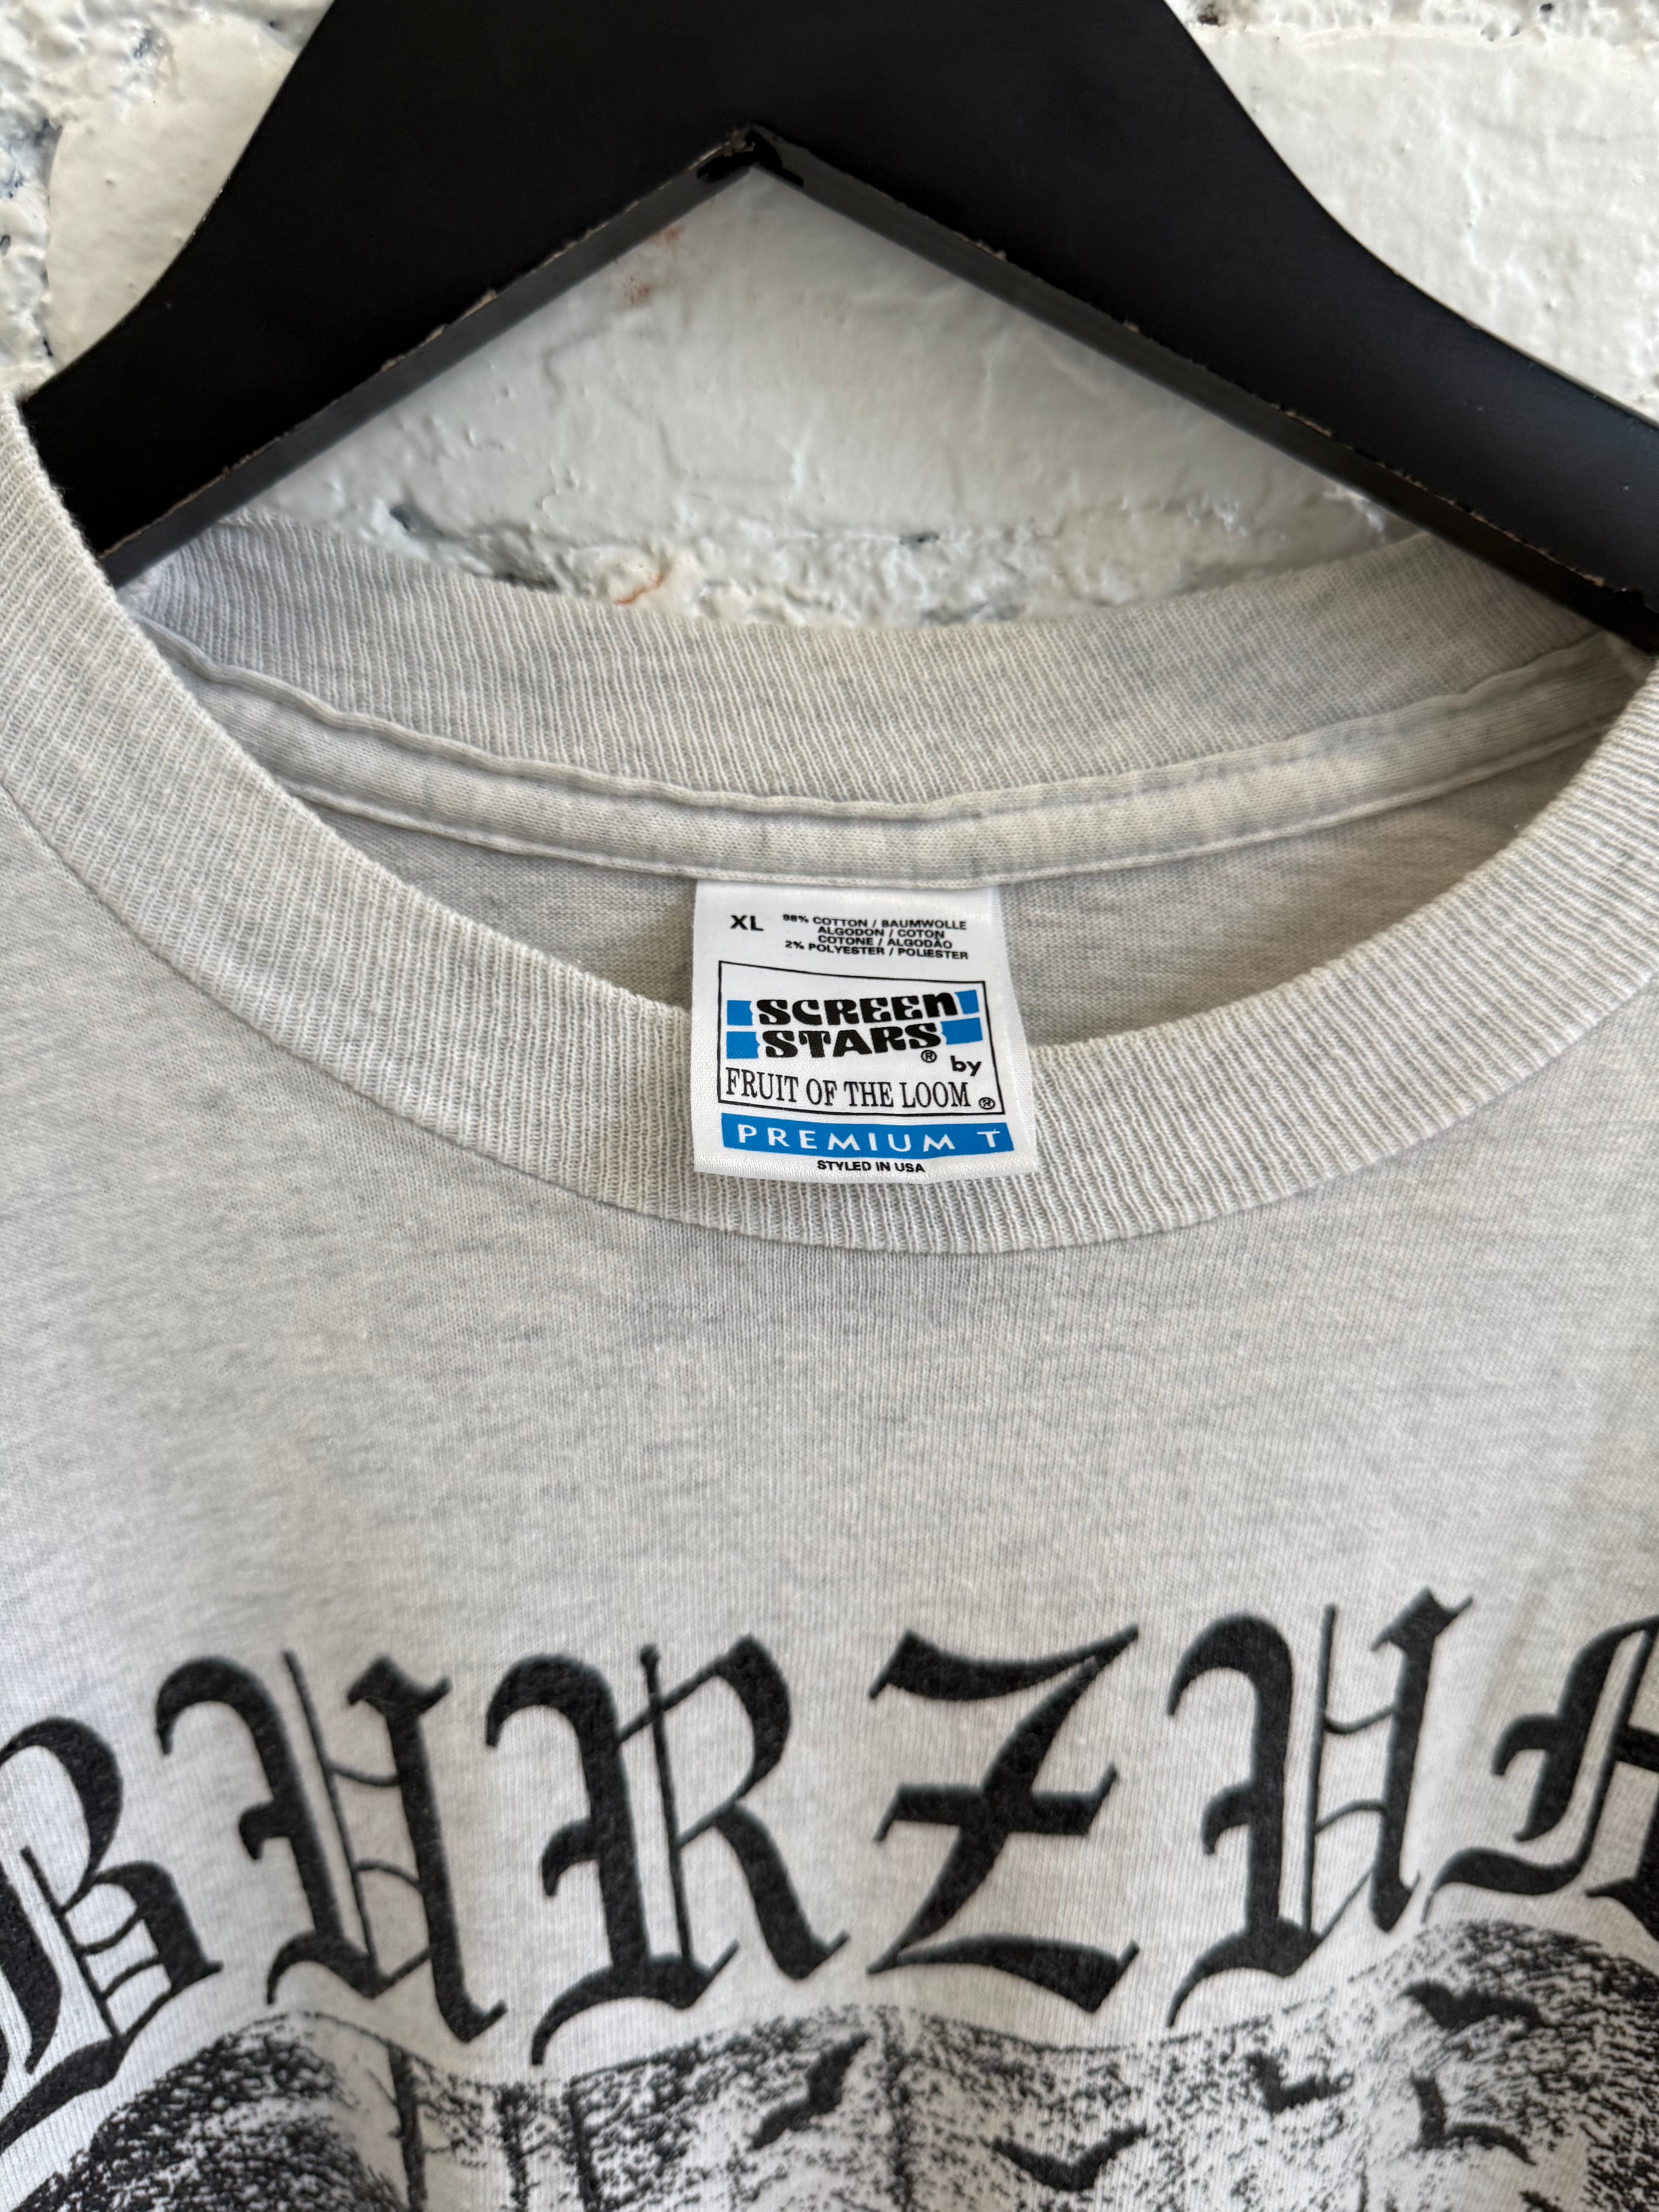 XL
98% COTTON / BAUMWOLLE
ALGODON / COTON
COTONE / ALGODÃO
2% POLYESTER / POLIESTER
SCREEN
STARS®
by
FRUIT OF THE LOOM ®
PREMIUM T
STYLED IN USA
BURZUM